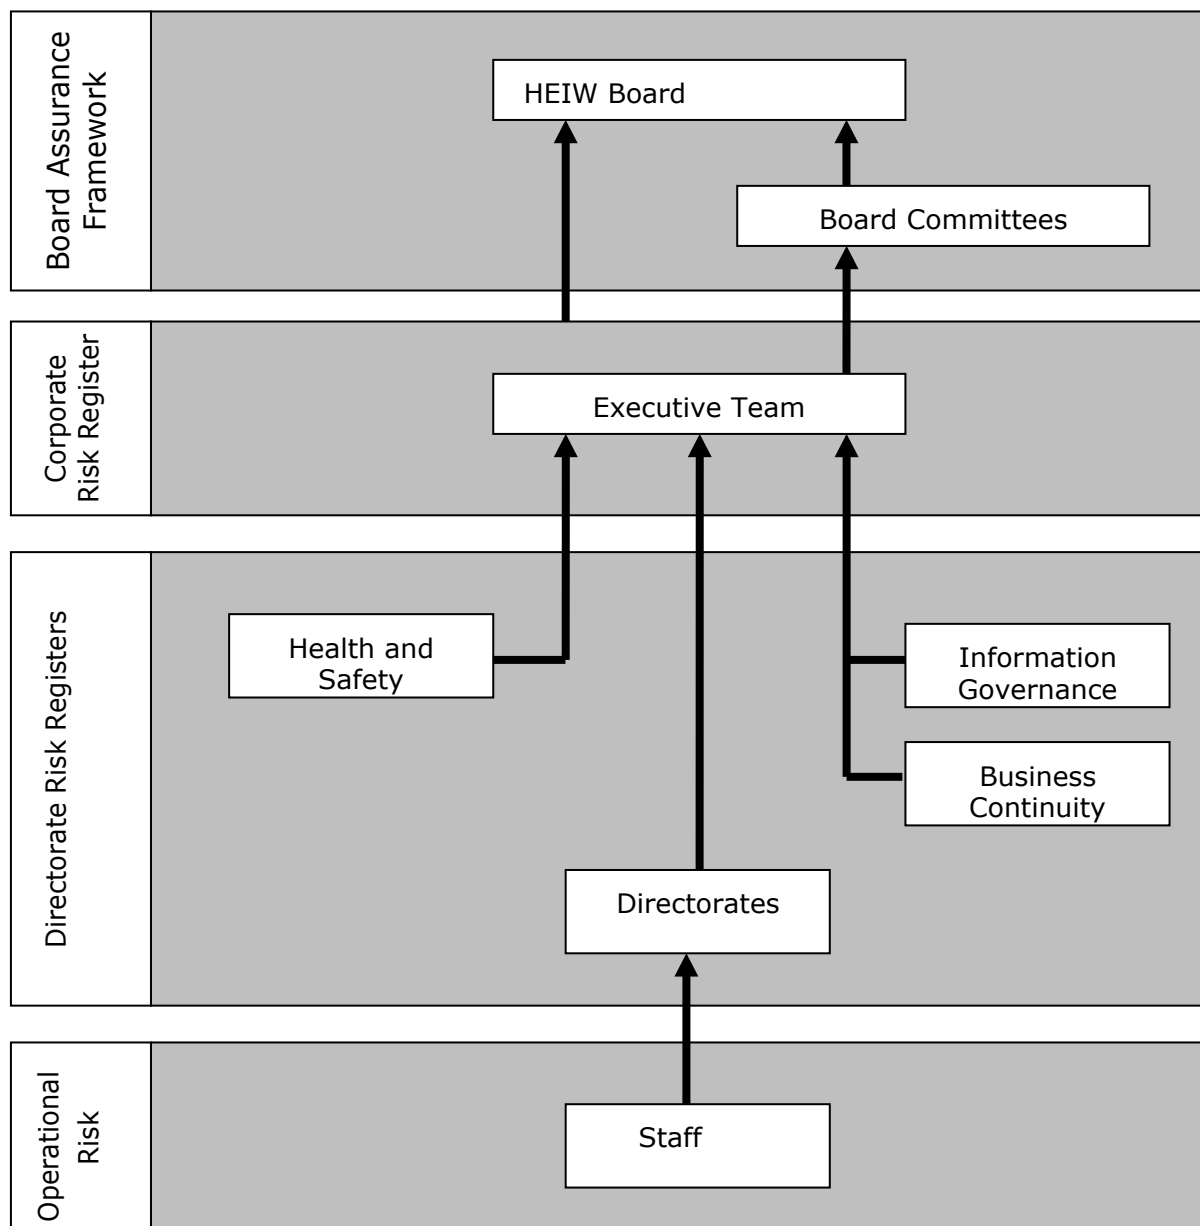 Board Assurance
Framework
HEIW Board
Board Committees
Corporate
Risk Register
Executive Team
Directorate Risk Registers
Health and
Safety
Information
Governance
Business
Continuity
Directorates
Operational
Risk
Staff